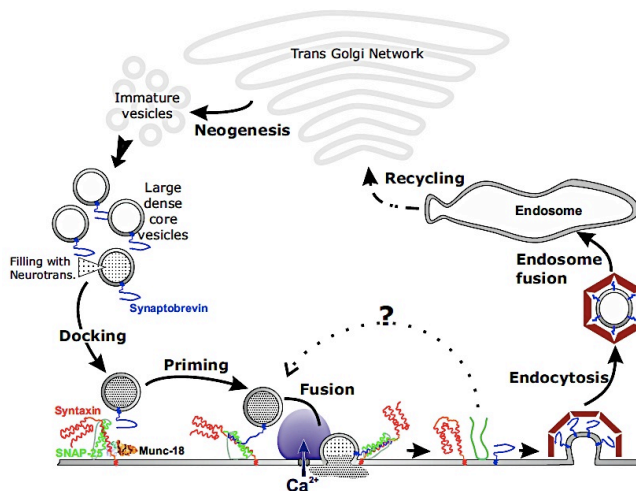 Trans Golgi Network
Immature
vesicles
Neogenesis
Recycling
Large
dense
core
vesicles
Endosome
Filling with
Neurotrans.
Endosome
fusion
Synaptobrevin
Docking
?
Priming
Fusion
Endocytosis
Syntaxin
SNAP-25
Munc-18
Ca²⁺